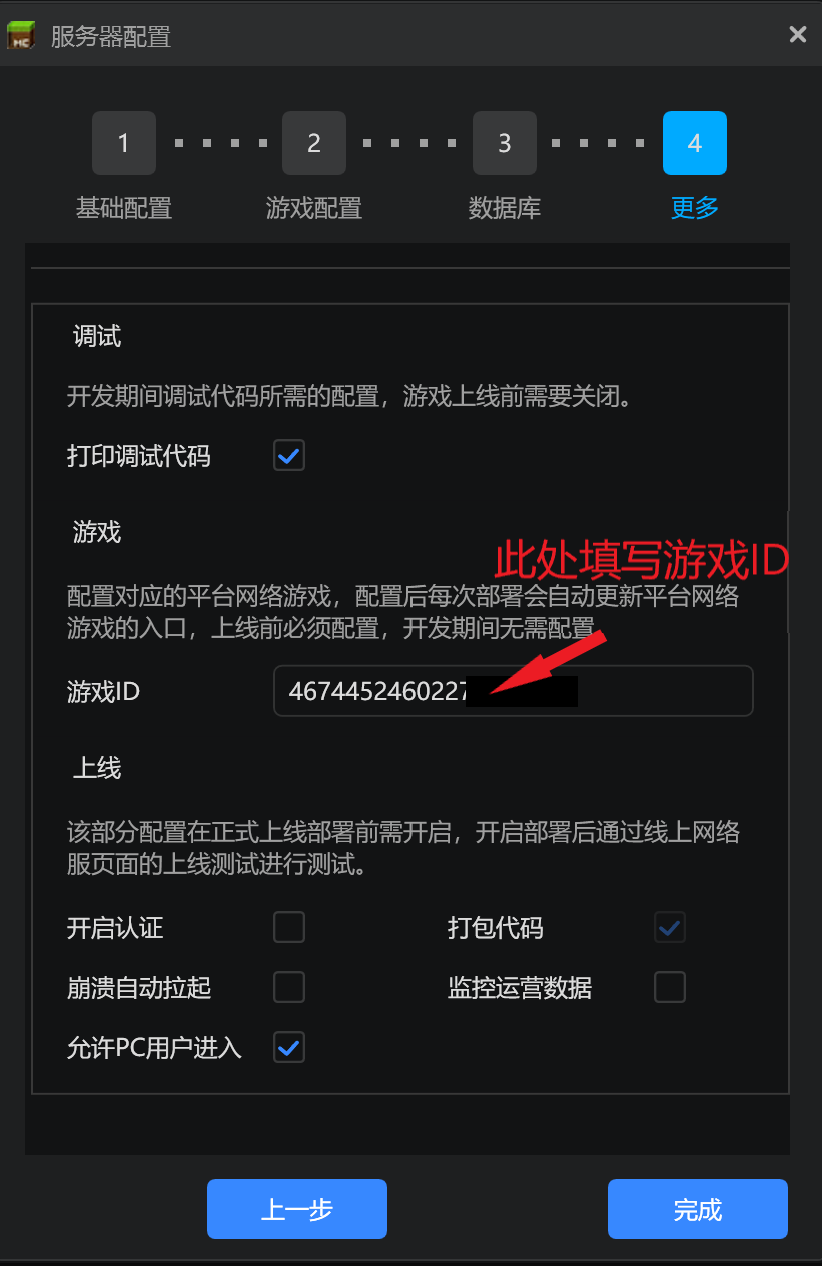 MC
服务器配置
1
2
3
4
基础配置
游戏配置
数据库
更多
调试
开发期间调试代码所需的配置，游戏上线前需要关闭。
打印调试代码
游戏
此处填写游戏ID
配置对应的平台网络游戏，配置后每次部署会自动更新平台网络
游戏的入口，上线前必须配置，开发期间无需配置
游戏ID
4674452460227
上线
该部分配置在正式上线部署前需开启，开启部署后通过线上网络
服页面的上线测试进行测试。
开启认证
打包代码
崩溃自动拉起
监控运营数据
允许PC用户进入
上一步
完成